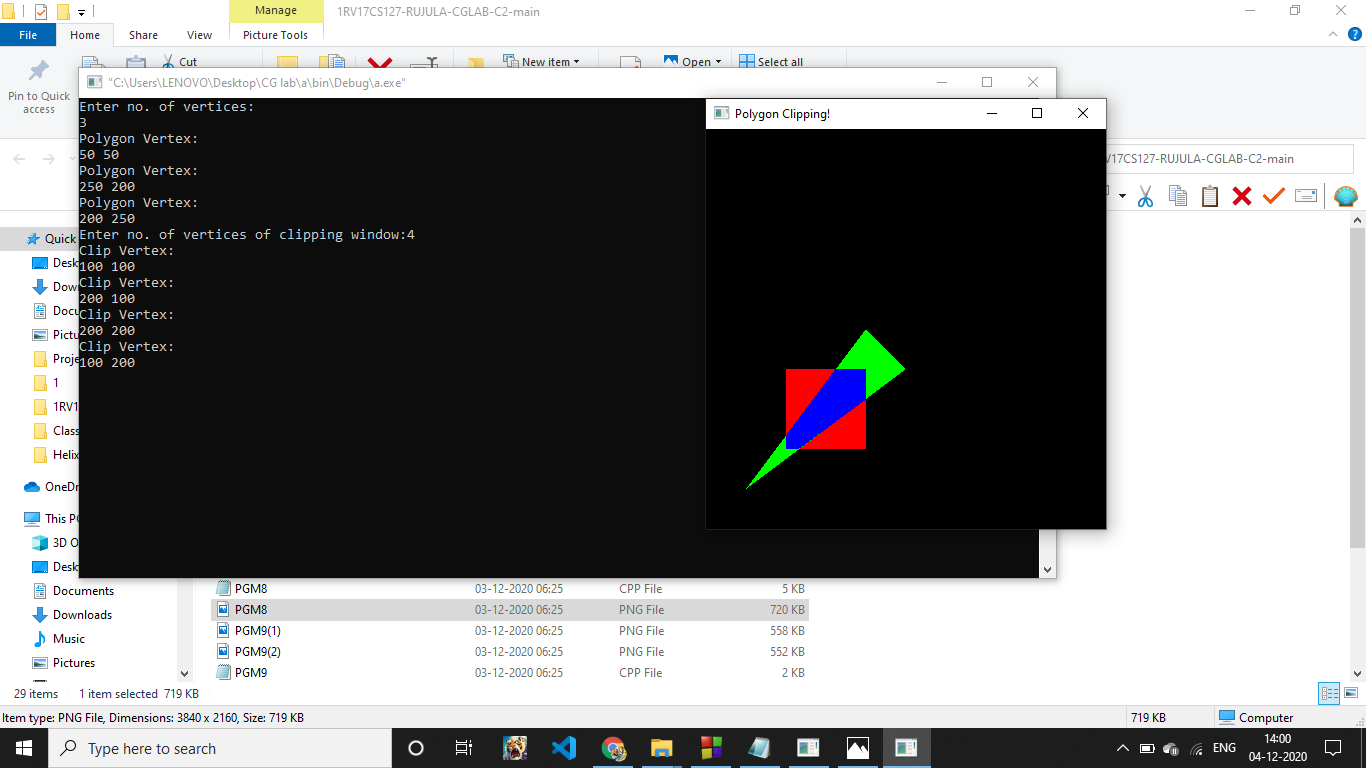 Manage
1RV17CS127-RUJULA-CGLAB-C2-main
File
Home
Share
View
Picture Tools
Cut
New item
Open
Select all
Pin to Quick
access
"C:\Users\LENOVO\Desktop\CG lab\a\bin\Debug\a.exe"
Enter no. of vertices:
3
Polygon Vertex:
50 50
Polygon Vertex:
250 200
Polygon Vertex:
200 250
Enter no. of vertices of clipping window:4
Clip Vertex:
100 100
Clip Vertex:
200 100
Clip Vertex:
200 200
Clip Vertex:
100 200
Polygon Clipping!
V17CS127-RUJULA-CGLAB-C2-main
Quick
Desk
Dow
Docu
Pictu
Proje
1
1RV1
Class
Helix
OneDr
This PC
3D O
Desk
Documents
Downloads
Music
Pictures
PGM8 03-12-2020 06:25 CPP File 5 KB
PGM8 03-12-2020 06:25 PNG File 720 KB
PGM9(1) 03-12-2020 06:25 PNG File 558 KB
PGM9(2) 03-12-2020 06:25 PNG File 552 KB
PGM9 03-12-2020 06:25 CPP File 2 KB
29 items 1 item selected 719 KB
Item type: PNG File, Dimensions: 3840 x 2160, Size: 719 KB
719 KB
Computer
Type here to search
ENG
14:00
04-12-2020